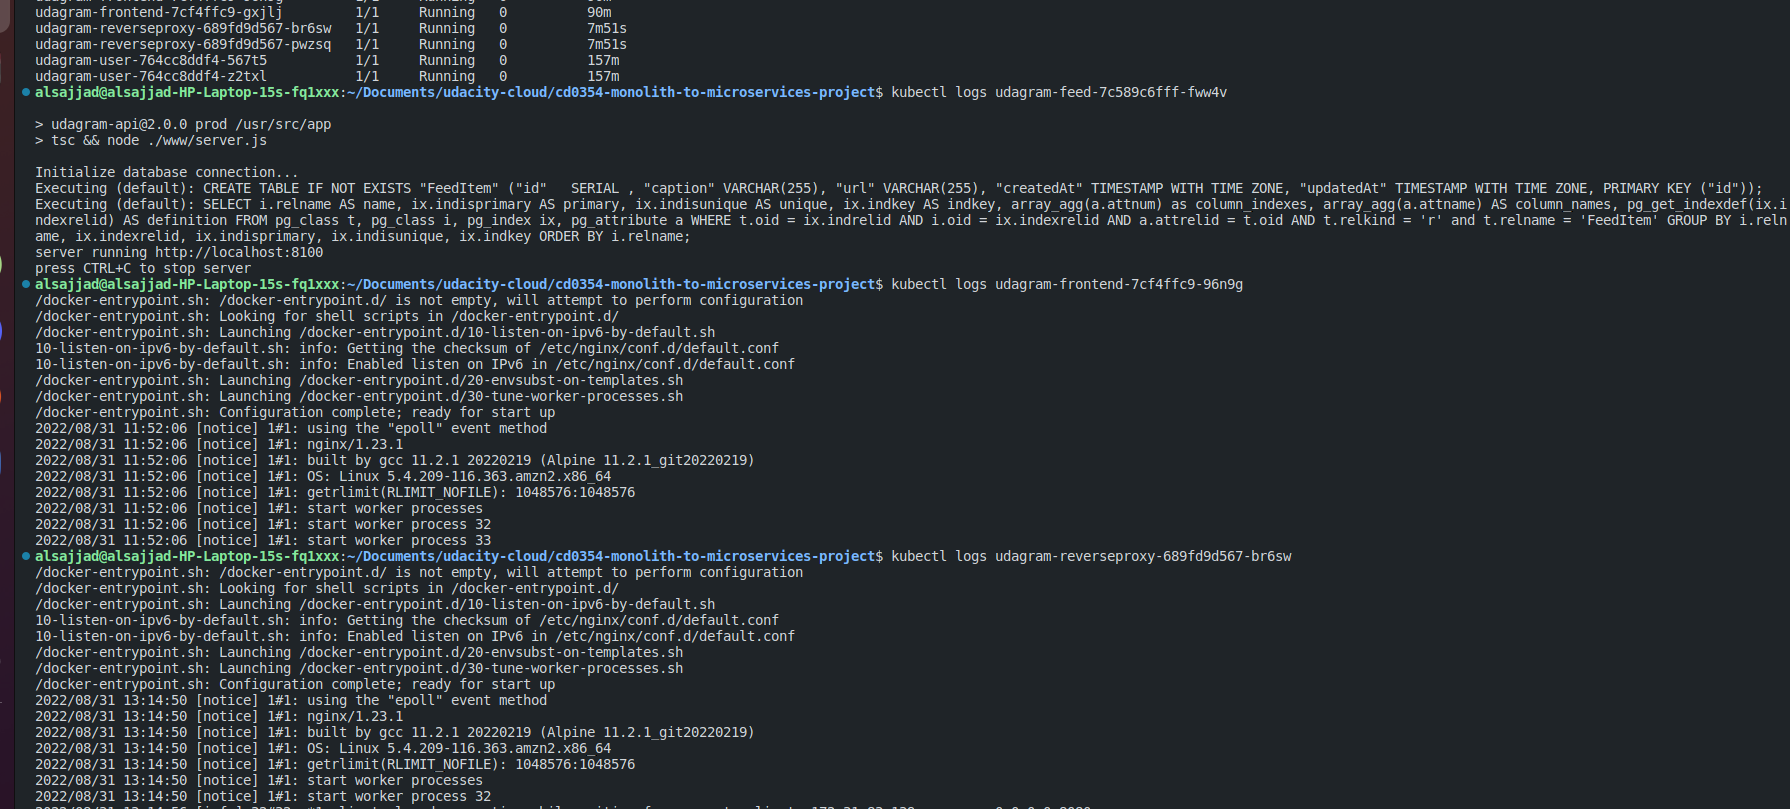 udagram-frontend-7cf4ffc9-gxjlj         1/1     Running   0          90m
udagram-reverseproxy-689fd9d567-br6sw   1/1     Running   0          7m51s
udagram-reverseproxy-689fd9d567-pwzsq   1/1     Running   0          7m51s
udagram-user-764cc8ddf4-567t5           1/1     Running   0          157m
udagram-user-764cc8ddf4-z2txl           1/1     Running   0          157m
alsajjad@alsajjad-HP-Laptop-15s-fq1xxx:~/Documents/udacity-cloud/cd0354-monolith-to-microservices-project$ kubectl logs udagram-feed-7c589c6fff-fww4v
> udagram-api@2.0.0 prod /usr/src/app
> tsc && node ./www/server.js
Initialize database connection...
Executing (default): CREATE TABLE IF NOT EXISTS "FeedItem" ("id"   SERIAL , "caption" VARCHAR(255), "url" VARCHAR(255), "createdAt" TIMESTAMP WITH TIME ZONE, "updatedAt" TIMESTAMP WITH TIME ZONE, PRIMARY KEY ("id"));
Executing (default): SELECT i.relname AS name, ix.indisprimary AS primary, ix.indisunique AS unique, ix.indkey AS indkey, array_agg(a.attnum) as column_indexes, array_agg(a.attname) AS column_names, pg_get_indexdef(ix.i
ndexrelid) AS definition FROM pg_class t, pg_class i, pg_index ix, pg_attribute a WHERE t.oid = ix.indrelid AND i.oid = ix.indexrelid AND a.attrelid = t.oid AND t.relkind = 'r' and t.relname = 'FeedItem' GROUP BY i.reln
ame, ix.indexrelid, ix.indisprimary, ix.indisunique, ix.indkey ORDER BY i.relname;
server running http://localhost:8100
press CTRL+C to stop server
alsajjad@alsajjad-HP-Laptop-15s-fq1xxx:~/Documents/udacity-cloud/cd0354-monolith-to-microservices-project$ kubectl logs udagram-frontend-7cf4ffc9-96n9g
/docker-entrypoint.sh: /docker-entrypoint.d/ is not empty, will attempt to perform configuration
/docker-entrypoint.sh: Looking for shell scripts in /docker-entrypoint.d/
/docker-entrypoint.sh: Launching /docker-entrypoint.d/10-listen-on-ipv6-by-default.sh
10-listen-on-ipv6-by-default.sh: info: Getting the checksum of /etc/nginx/conf.d/default.conf
10-listen-on-ipv6-by-default.sh: info: Enabled listen on IPv6 in /etc/nginx/conf.d/default.conf
/docker-entrypoint.sh: Launching /docker-entrypoint.d/20-envsubst-on-templates.sh
/docker-entrypoint.sh: Launching /docker-entrypoint.d/30-tune-worker-processes.sh
/docker-entrypoint.sh: Configuration complete; ready for start up
2022/08/31 11:52:06 [notice] 1#1: using the "epoll" event method
2022/08/31 11:52:06 [notice] 1#1: nginx/1.23.1
2022/08/31 11:52:06 [notice] 1#1: built by gcc 11.2.1 20220219 (Alpine 11.2.1_git20220219)
2022/08/31 11:52:06 [notice] 1#1: OS: Linux 5.4.209-116.363.amzn2.x86_64
2022/08/31 11:52:06 [notice] 1#1: getrlimit(RLIMIT_NOFILE): 1048576:1048576
2022/08/31 11:52:06 [notice] 1#1: start worker processes
2022/08/31 11:52:06 [notice] 1#1: start worker process 32
2022/08/31 11:52:06 [notice] 1#1: start worker process 33
alsajjad@alsajjad-HP-Laptop-15s-fq1xxx:~/Documents/udacity-cloud/cd0354-monolith-to-microservices-project$ kubectl logs udagram-reverseproxy-689fd9d567-br6sw
/docker-entrypoint.sh: /docker-entrypoint.d/ is not empty, will attempt to perform configuration
/docker-entrypoint.sh: Looking for shell scripts in /docker-entrypoint.d/
/docker-entrypoint.sh: Launching /docker-entrypoint.d/10-listen-on-ipv6-by-default.sh
10-listen-on-ipv6-by-default.sh: info: Getting the checksum of /etc/nginx/conf.d/default.conf
10-listen-on-ipv6-by-default.sh: info: Enabled listen on IPv6 in /etc/nginx/conf.d/default.conf
/docker-entrypoint.sh: Launching /docker-entrypoint.d/20-envsubst-on-templates.sh
/docker-entrypoint.sh: Launching /docker-entrypoint.d/30-tune-worker-processes.sh
/docker-entrypoint.sh: Configuration complete; ready for start up
2022/08/31 13:14:50 [notice] 1#1: using the "epoll" event method
2022/08/31 13:14:50 [notice] 1#1: nginx/1.23.1
2022/08/31 13:14:50 [notice] 1#1: built by gcc 11.2.1 20220219 (Alpine 11.2.1_git20220219)
2022/08/31 13:14:50 [notice] 1#1: OS: Linux 5.4.209-116.363.amzn2.x86_64
2022/08/31 13:14:50 [notice] 1#1: getrlimit(RLIMIT_NOFILE): 1048576:1048576
2022/08/31 13:14:50 [notice] 1#1: start worker processes
2022/08/31 13:14:50 [notice] 1#1: start worker process 32